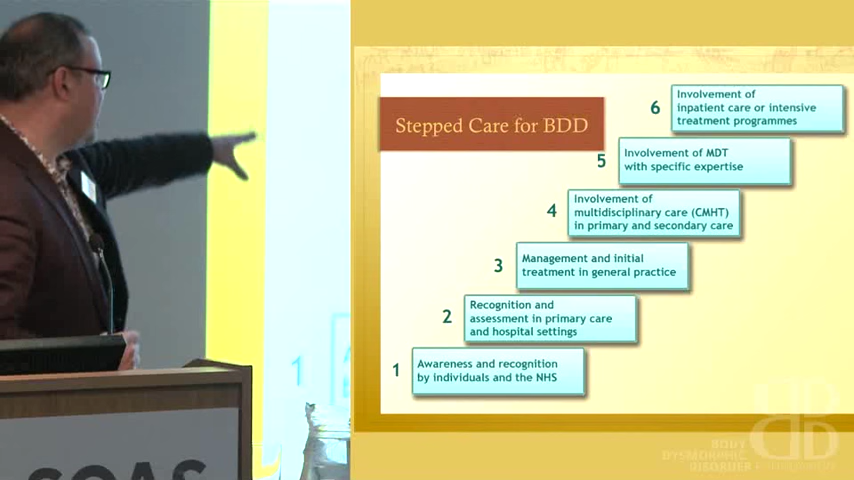 Stepped Care for BDD
6
Involvement of
inpatient care or intensive
treatment programmes
5
Involvement of MDT
with specific expertise
4
Involvement of
multidisciplinary care (CMHT)
in primary and secondary care
3
Management and initial
treatment in general practice
2
Recognition and
assessment in primary care
and hospital settings
1
Awareness and recognition
by individuals and the NHS
1
SOAS
BODY
DYSMORPHIC
DISORDER